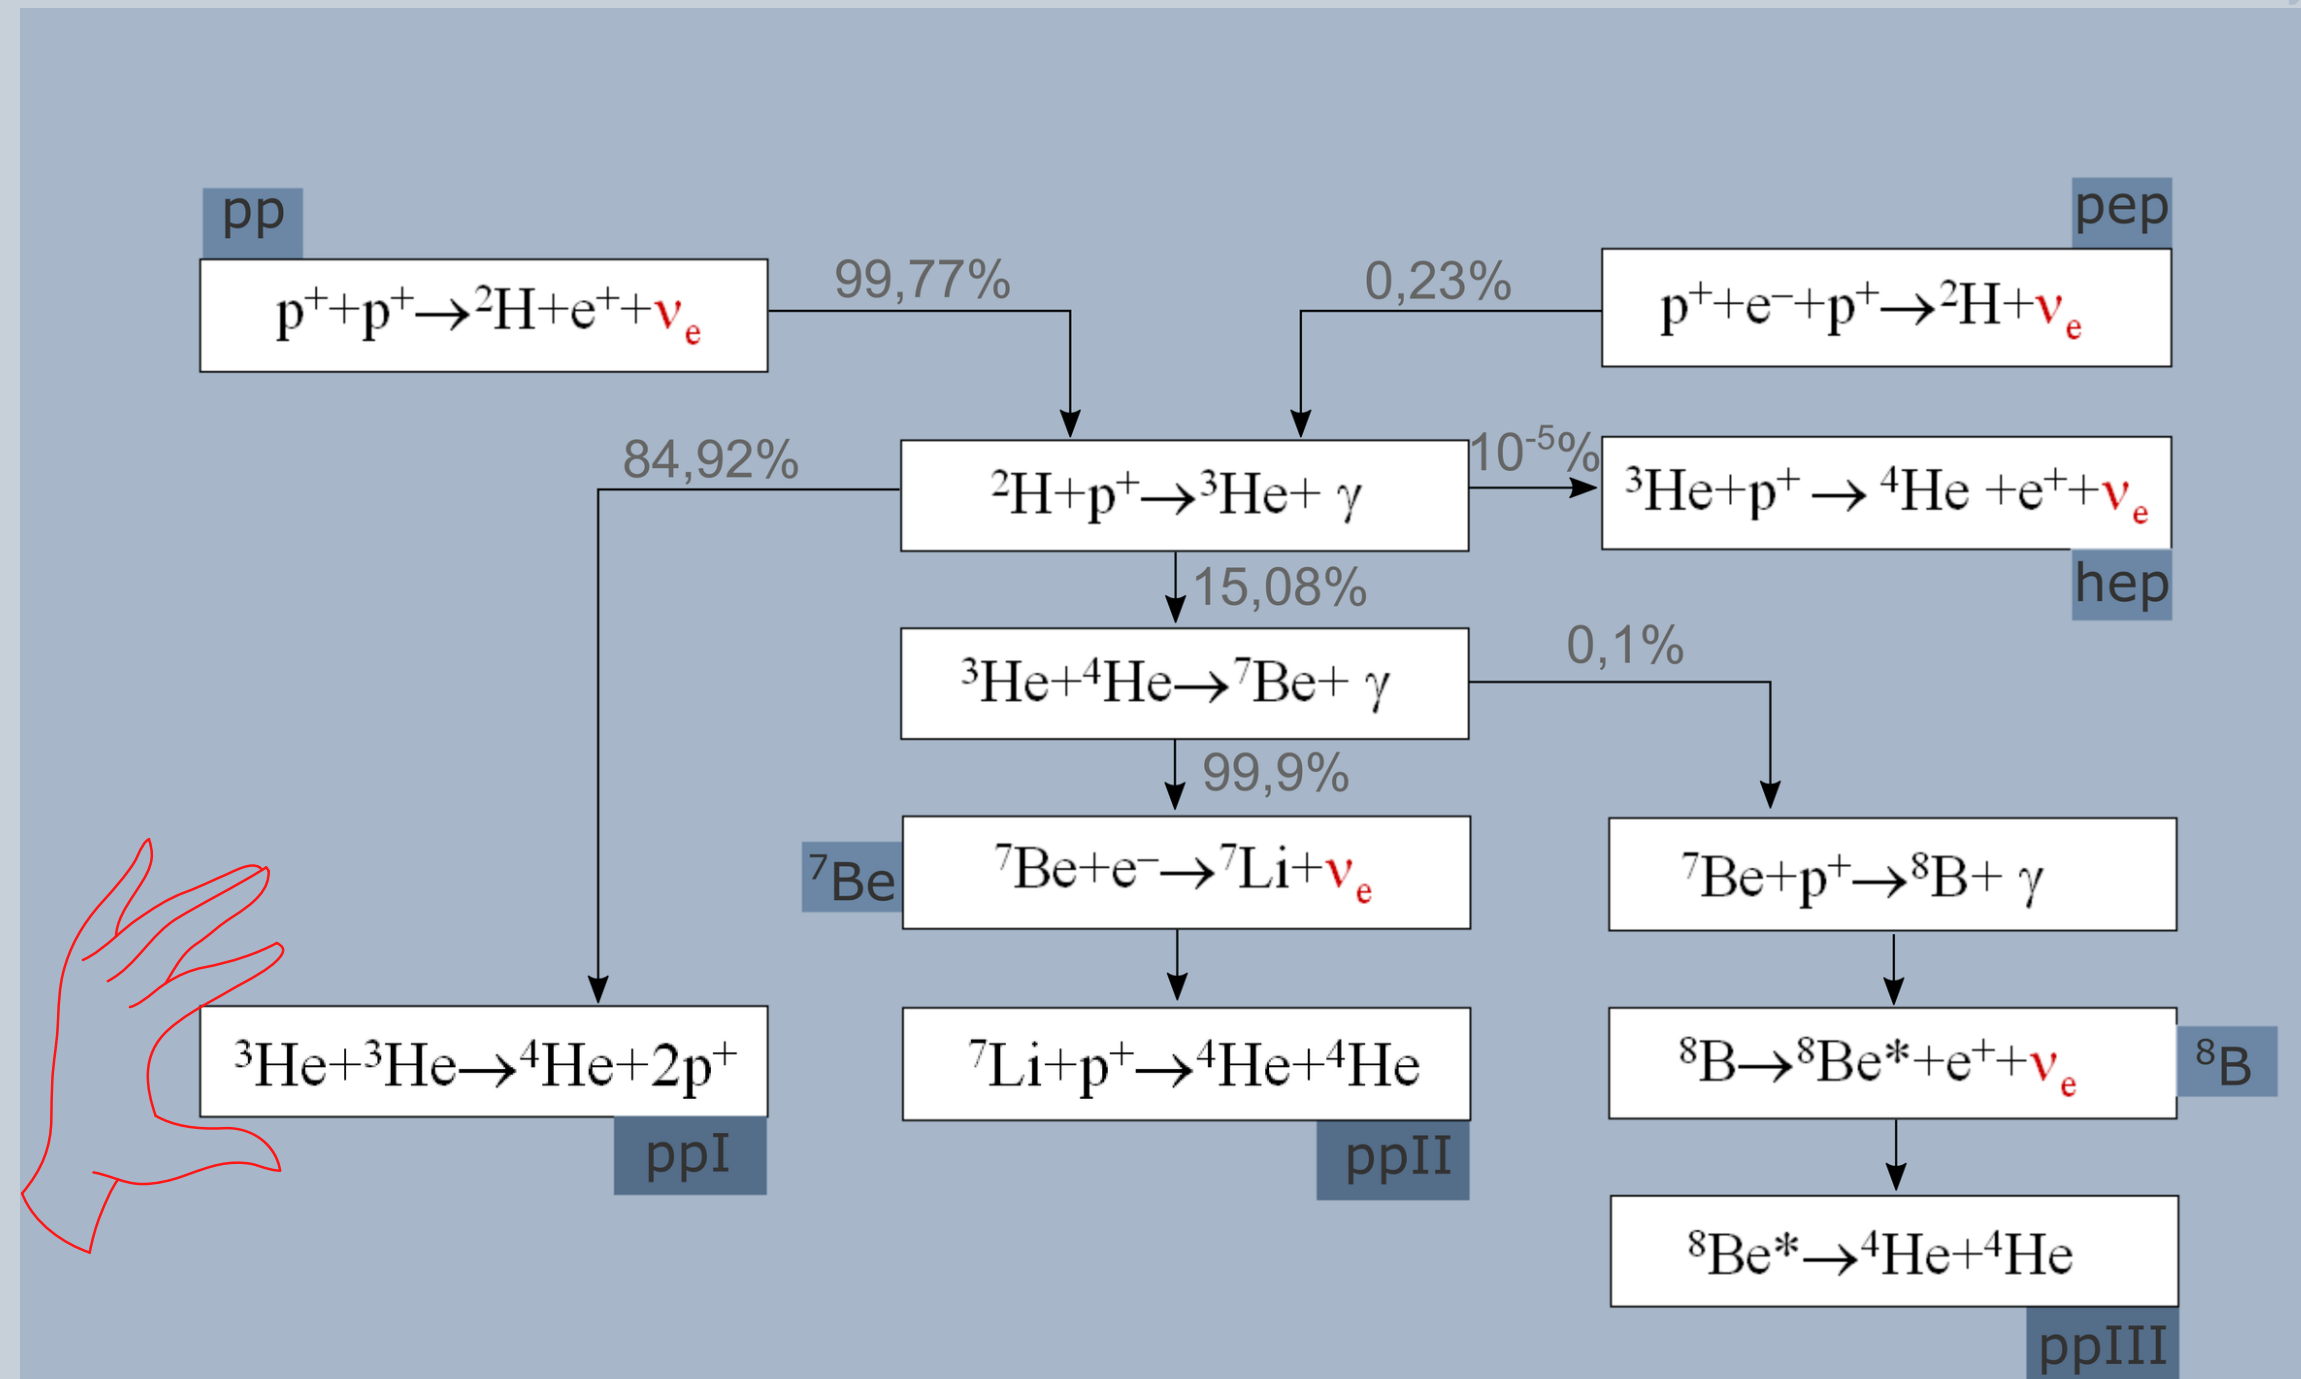 pp
pep
p⁺+p⁺→²H+e⁺+νₑ
99,77%
0,23%
p⁺+e⁻+p⁺→²H+νₑ
84,92%
²H+p⁺→³He+ γ
10⁻⁵%
³He+p⁺→ ⁴He +e⁺+νₑ
hep
15,08%
³He+⁴He→⁷Be+ γ
0,1%
99,9%
⁷Be
⁷Be+e⁻→⁷Li+νₑ
⁷Be+p⁺→⁸B+ γ
³He+³He→⁴He+2p⁺
⁷Li+p⁺→⁴He+⁴He
⁸B→⁸Be*+e⁺+νₑ
⁸B
ppI
ppII
⁸Be*→⁴He+⁴He
ppIII